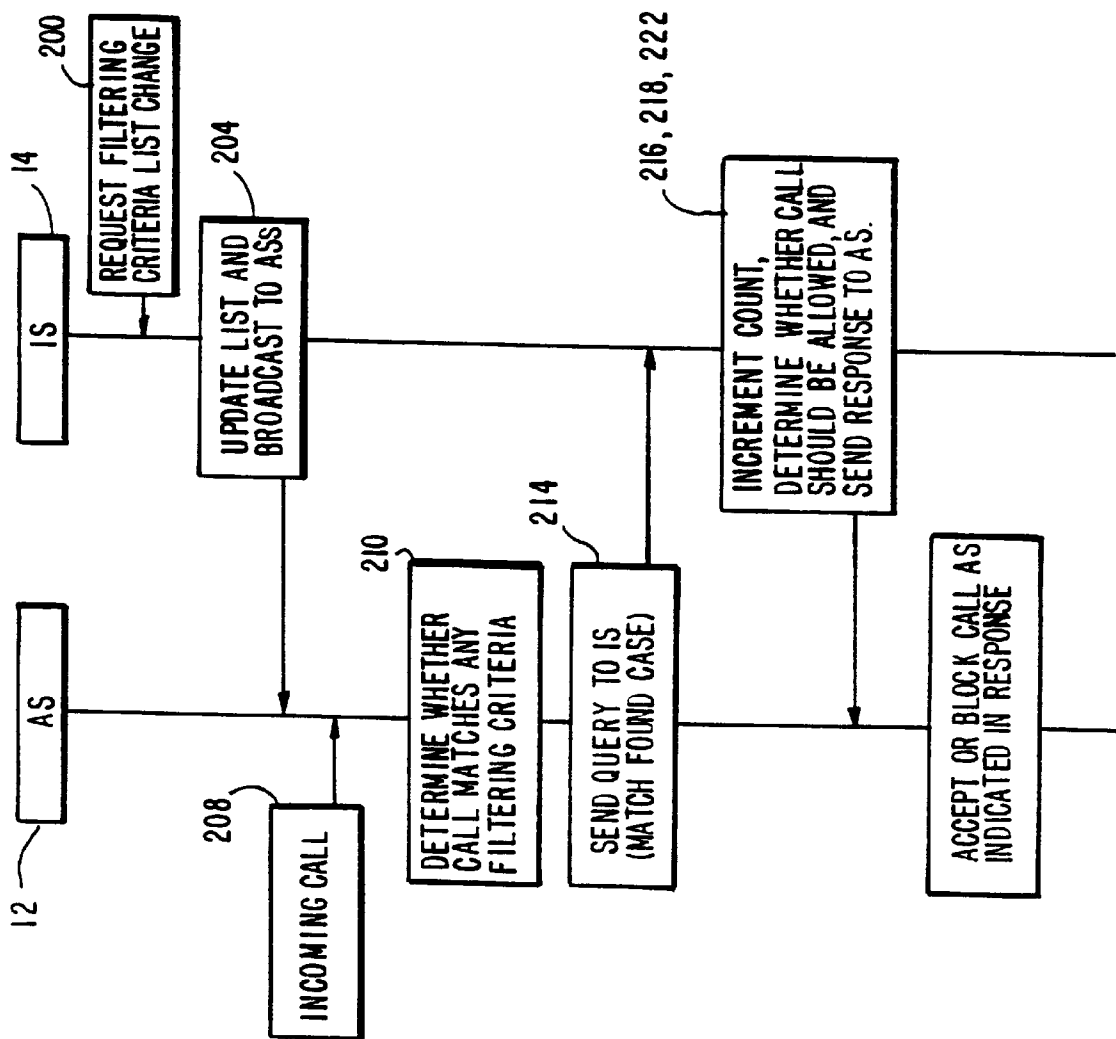 12
AS
IS
14
200
REQUEST FILTERING
CRITERIA LIST CHANGE
204
UPDATE LIST AND
BROADCAST TO ASs
208
INCOMING CALL
210
DETERMINE WHETHER
CALL MATCHES ANY
FILTERING CRITERIA
214
SEND QUERY TO IS
(MATCH FOUND CASE)
216, 218, 222
INCREMENT COUNT,
DETERMINE WHETHER CALL
SHOULD BE ALLOWED, AND
SEND RESPONSE TO AS.
ACCEPT OR BLOCK CALL AS
INDICATED IN RESPONSE